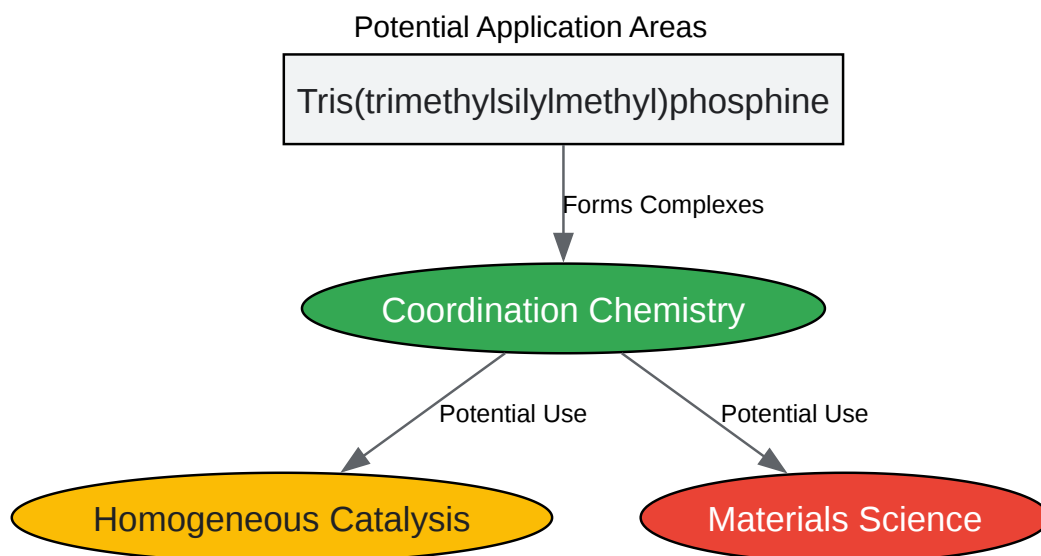 Potential Application Areas
Tris(trimethylsilylmethyl)phosphine
Forms Complexes
Coordination Chemistry
Potential Use
Potential Use
Homogeneous Catalysis
Materials Science